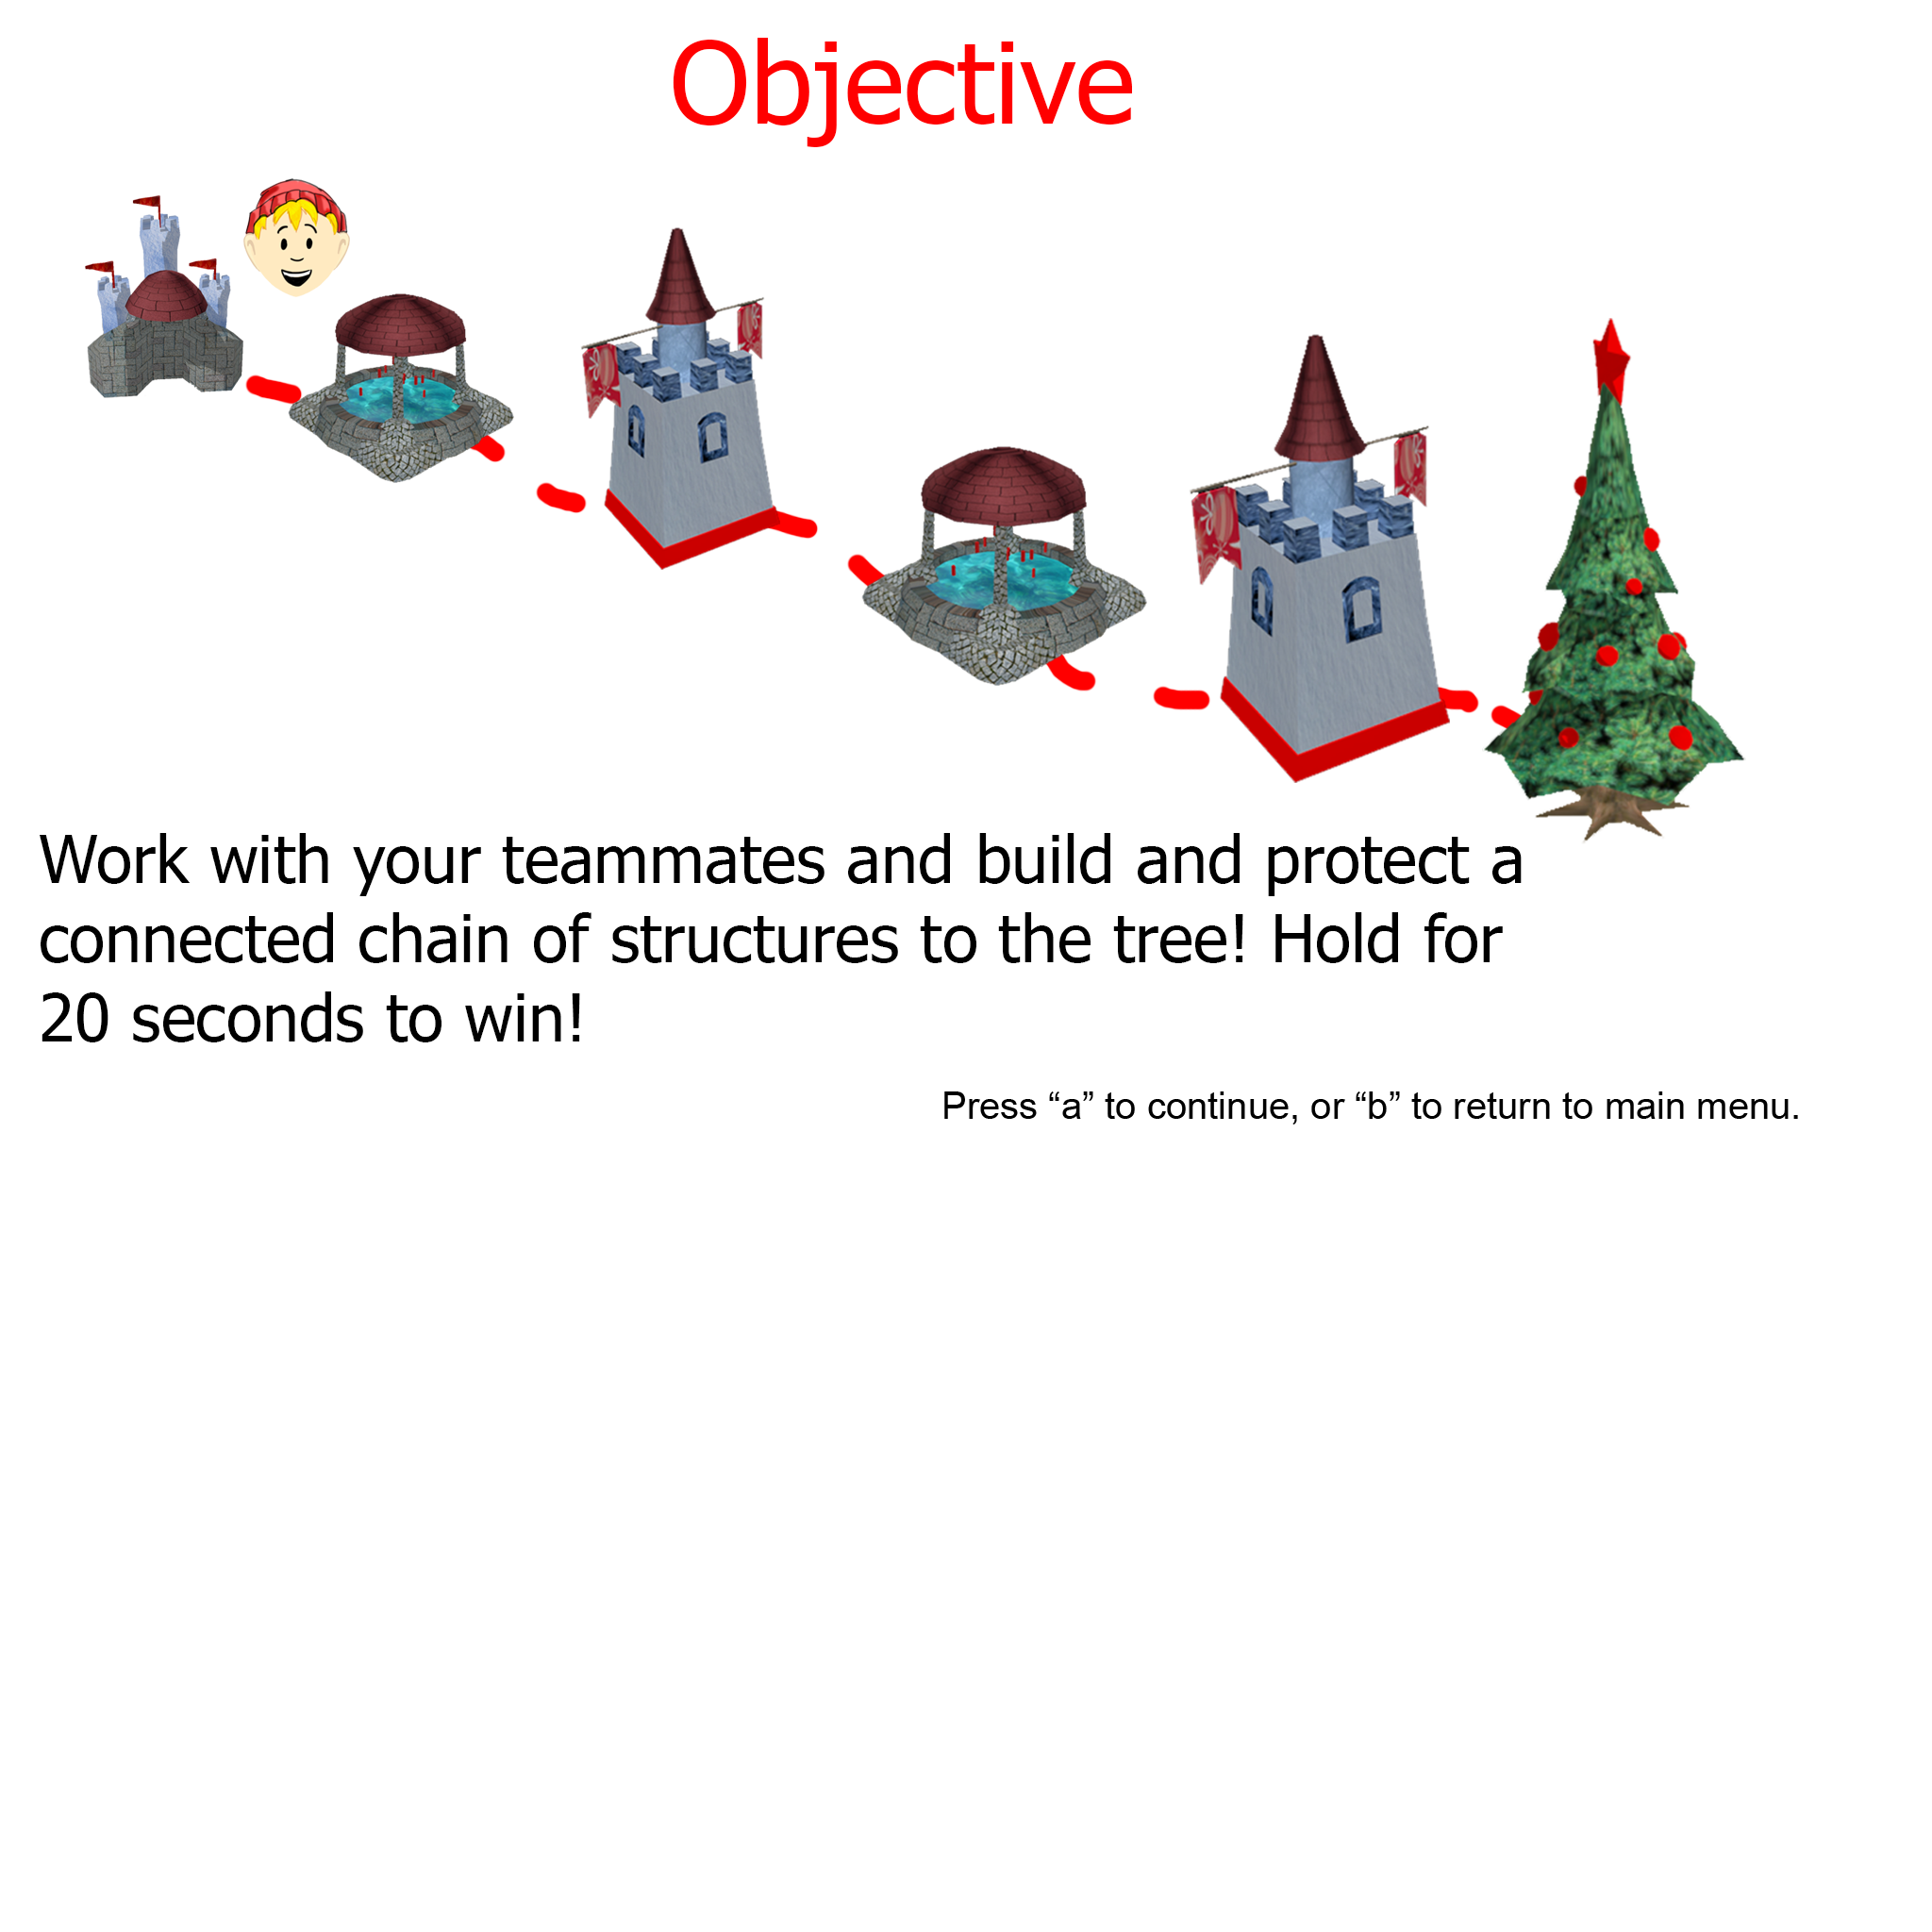 Objective
Work with your teammates and build and protect a
connected chain of structures to the tree! Hold for
20 seconds to win!
Press “a” to continue, or “b” to return to main menu.